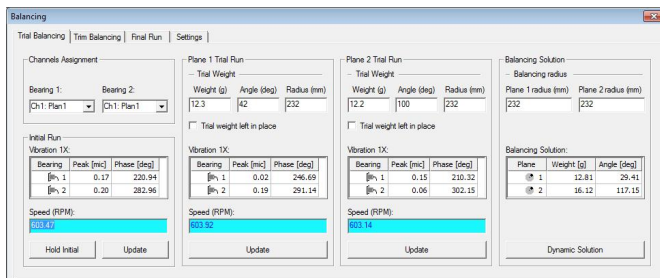 Balancing
Trial Balancing Trim Balancing Final Run Settings
Channels Assignment
Bearing 1: Bearing 2:
Ch1: Plan1 Ch1: Plan1
Initial Run
Vibration 1X:
Bearing Peak [mic] Phase [deg]
1 0.17 220.94
2 0.20 282.96
Speed (RPM):
603.47
Hold Initial Update
Plane 1 Trial Run
Trial Weight
Weight (g) Angle (deg) Radius (mm)
12.3 42 232
Trial weight left in place
Vibration 1X:
Bearing Peak [mic] Phase [deg]
1 0.02 246.69
2 0.19 291.14
Speed (RPM):
603.92
Update
Plane 2 Trial Run
Trial Weight
Weight (g) Angle (deg) Radius (mm)
12.2 100 232
Trial weight left in place
Vibration 1X:
Bearing Peak [mic] Phase [deg]
1 0.15 210.32
2 0.06 302.15
Speed (RPM):
603.14
Update
Balancing Solution
Balancing radius
Plane 1 radius (mm) Plane 2 radius (mm)
232 232
Balancing Solution:
Plane Weight [g] Angle [deg]
1 12.81 29.41
2 16.12 117.15
Dynamic Solution